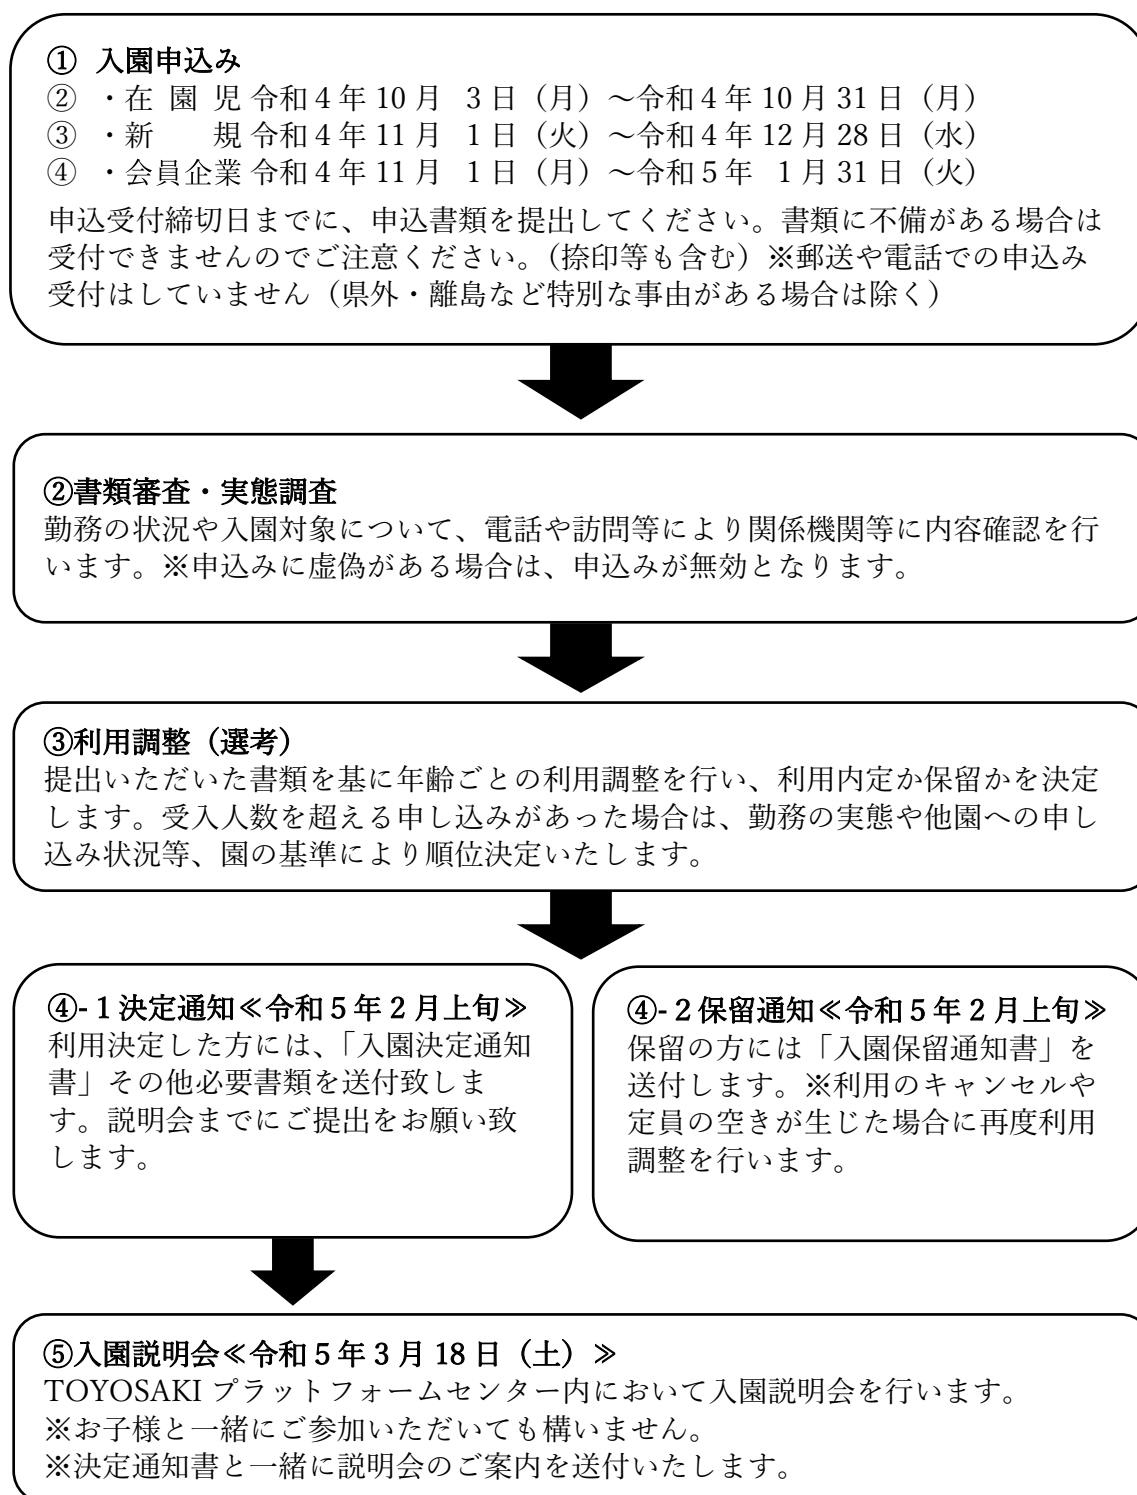 ① 入園申込み
② ・在 園 児 令和４年 10 月 3 日（月）～令和４年 10 月 31 日（月）
③ ・新 規 令和４年 11 月 1 日（火）～令和４年 12 月 28 日（水）
④ ・会員企業 令和４年 11 月 1 日（月）～令和５年 1 月 31 日（火）
申込受付締切日までに、申込書類を提出してください。書類に不備がある場合は
受付できませんのでご注意ください。（捺印等も含む）※郵送や電話での申込み
受付はしていません（県外・離島など特別な事由がある場合は除く）
②書類審査・実態調査
勤務の状況や入園対象について、電話や訪問等により関係機関等に内容確認を行
います。※申込みに虚偽がある場合は、申込みが無効となります。
③利用調整（選考）
提出いただいた書類を基に年齢ごとの利用調整を行い、利用内定か保留かを決定
します。受入人数を超える申し込みがあった場合は、勤務の実態や他園への申し
込み状況等、園の基準により順位決定いたします。
④-１決定通知≪令和５年２月上旬≫
利用決定した方には、「入園決定通知
書」その他必要書類を送付致しま
す。説明会までにご提出をお願い致
します。
④-２保留通知≪令和５年２月上旬≫
保留の方には「入園保留通知書」を
送付します。※利用のキャンセルや
定員の空きが生じた場合に再度利用
調整を行います。
⑤入園説明会≪令和５年３月 18 日（土）≫
TOYOSAKI プラットフォームセンター内において入園説明会を行います。
※お子様と一緒にご参加いただいても構いません。
※決定通知書と一緒に説明会のご案内を送付いたします。